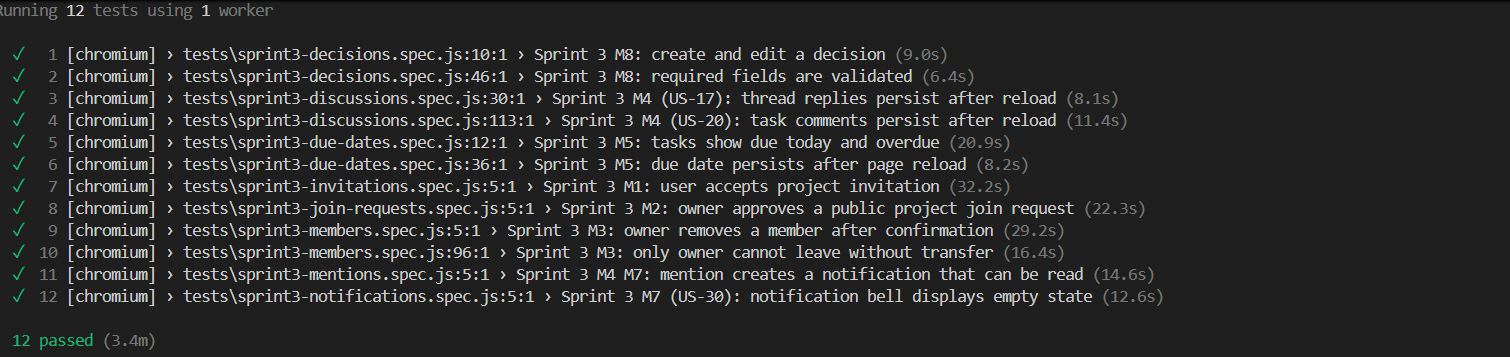 Running 12 tests using 1 worker
✓ 1 [chromium] › tests\sprint3-decisions.spec.js:10:1 › Sprint 3 M8: create and edit a decision (9.0s)
✓ 2 [chromium] › tests\sprint3-decisions.spec.js:46:1 › Sprint 3 M8: required fields are validated (6.4s)
✓ 3 [chromium] › tests\sprint3-discussions.spec.js:30:1 › Sprint 3 M4 (US-17): thread replies persist after reload (8.1s)
✓ 4 [chromium] › tests\sprint3-discussions.spec.js:113:1 › Sprint 3 M4 (US-20): task comments persist after reload (11.4s)
✓ 5 [chromium] › tests\sprint3-due-dates.spec.js:12:1 › Sprint 3 M5: tasks show due today and overdue (20.9s)
✓ 6 [chromium] › tests\sprint3-due-dates.spec.js:36:1 › Sprint 3 M5: due date persists after page reload (8.2s)
✓ 7 [chromium] › tests\sprint3-invitations.spec.js:5:1 › Sprint 3 M1: user accepts project invitation (32.2s)
✓ 8 [chromium] › tests\sprint3-join-requests.spec.js:5:1 › Sprint 3 M2: owner approves a public project join request (22.3s)
✓ 9 [chromium] › tests\sprint3-members.spec.js:5:1 › Sprint 3 M3: owner removes a member after confirmation (29.2s)
✓ 10 [chromium] › tests\sprint3-members.spec.js:96:1 › Sprint 3 M3: only owner cannot leave without transfer (16.4s)
✓ 11 [chromium] › tests\sprint3-mentions.spec.js:5:1 › Sprint 3 M4 M7: mention creates a notification that can be read (14.6s)
✓ 12 [chromium] › tests\sprint3-notifications.spec.js:5:1 › Sprint 3 M7 (US-30): notification bell displays empty state (12.6s)
12 passed (3.4m)